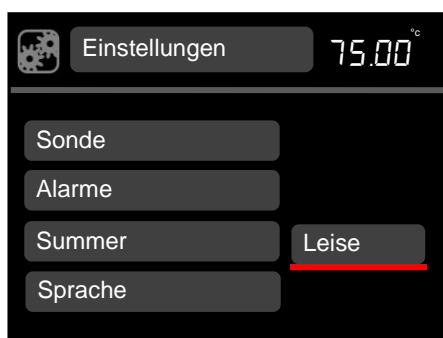 Einstellungen 75.00°c
Sonde
Alarme
Summer Leise
Sprache